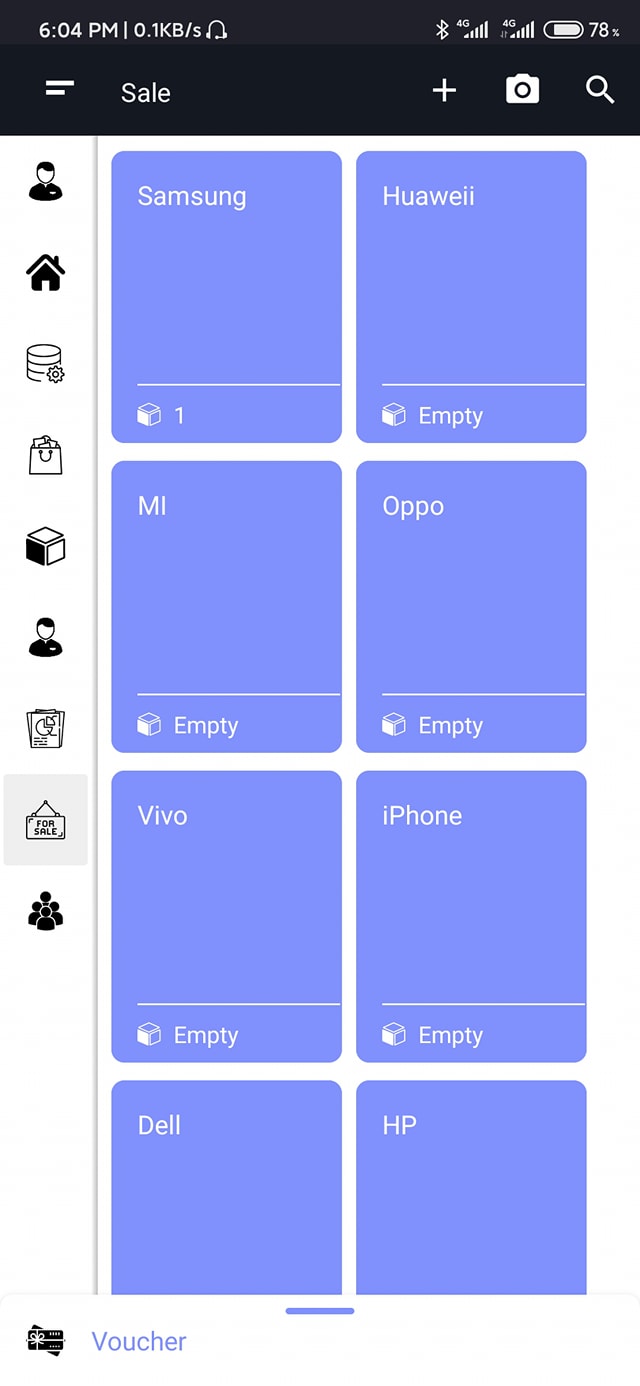 6:04 PM | 0.1KB/s 4G 4G 78%
Sale
Samsung Huaweii
1 Empty
MI Oppo
Empty Empty
Vivo iPhone
FOR
SALE
Empty Empty
Dell HP
Voucher